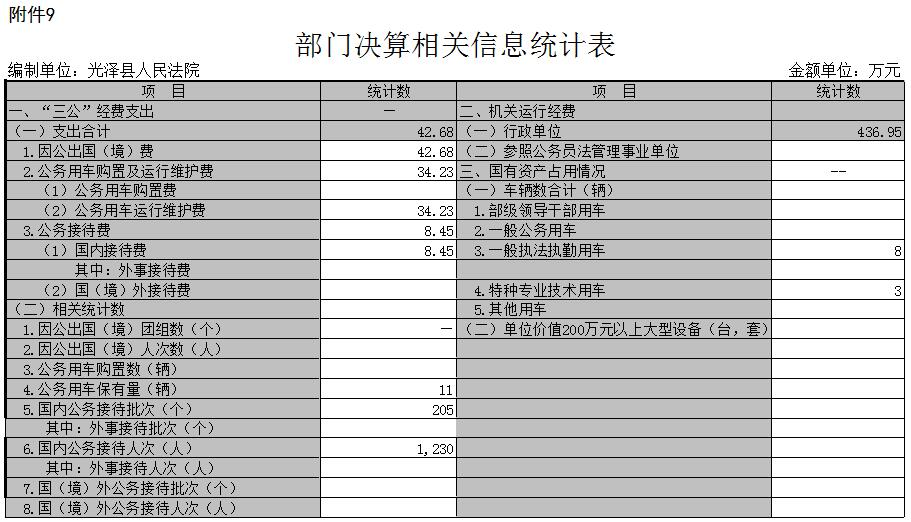 附件9
部门决算相关信息统计表
编制单位：光泽县人民法院 金额单位：万元
项 目 统计数 项 目 统计数
一、“三公”经费支出 — 二、机关运行经费
（一）支出合计 42.68 （一）行政单位 436.95
1.因公出国（境）费 42.68 （二）参照公务员法管理事业单位
2.公务用车购置及运行维护费 34.23 三、国有资产占用情况 --
（1）公务用车购置费 （一）车辆数合计（辆）
（2）公务用车运行维护费 34.23 1.部级领导干部用车
3.公务接待费 8.45 2.一般公务用车
（1）国内接待费 8.45 3.一般执法执勤用车 8
其中：外事接待费
（2）国（境）外接待费 4.特种专业技术用车 3
（二）相关统计数 5.其他用车
1.因公出国（境）团组数（个） — （二）单位价值200万元以上大型设备（台，套）
2.因公出国（境）人次数（人）
3.公务用车购置数（辆）
4.公务用车保有量（辆） 11
5.国内公务接待批次（个） 205
其中：外事接待批次（个）
6.国内公务接待人次（人） 1,230
其中：外事接待人次（人）
7.国（境）外公务接待批次（个）
8.国（境）外公务接待人次（人）